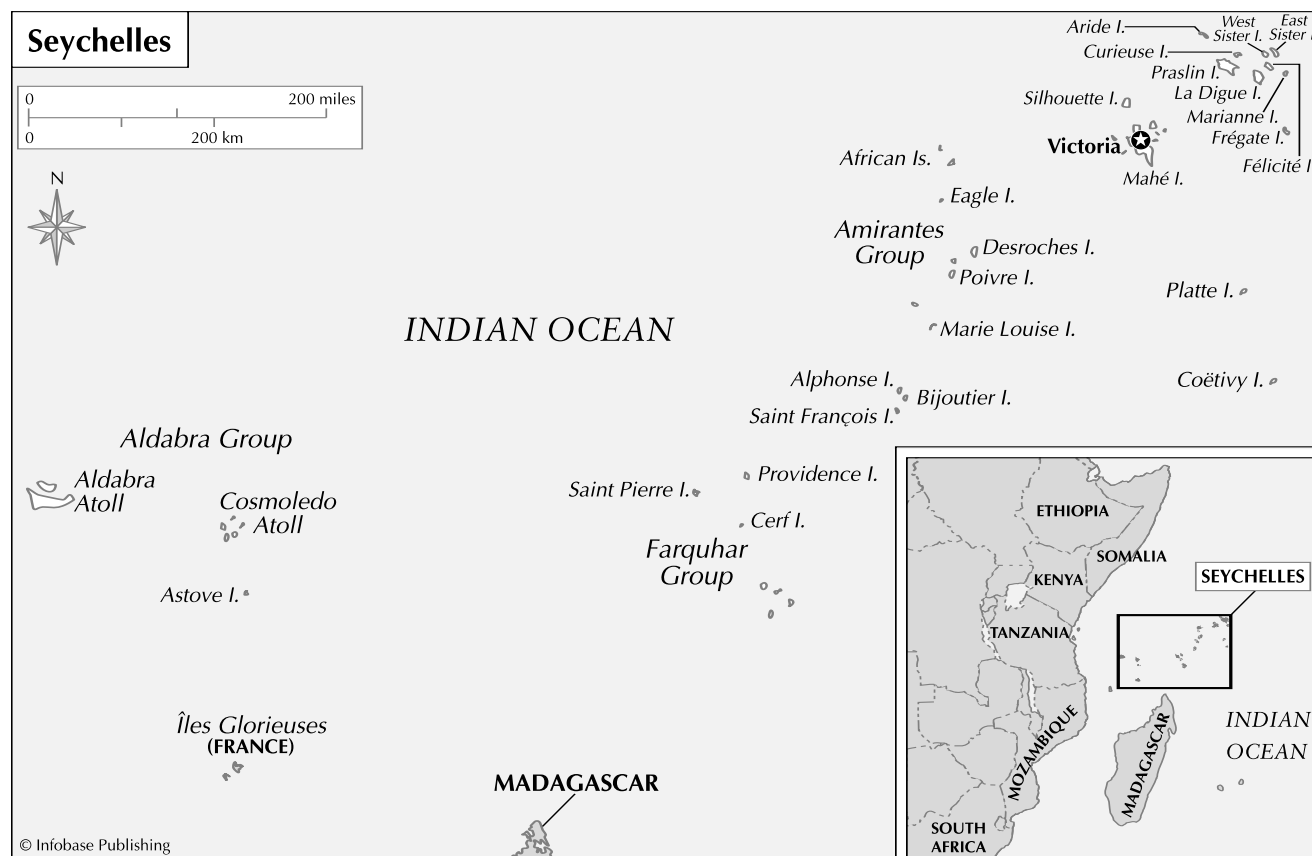 Seychelles
0 200 miles
0 200 km
N
Aride I.
West
Sister I.
East
Sister I
Curieuse I.
Praslin I.
La Digue I.
Silhouette I.
Marianne I.
Victoria
Frégate I.
Félicité I
Mahé I.
African Is.
Eagle I.
Amirantes
Group
Desroches I.
Poivre I.
Platte I.
INDIAN OCEAN
Marie Louise I.
Alphonse I.
Bijoutier I.
Coëtivy I.
Saint François I.
Aldabra Group
Aldabra
Atoll
Cosmoledo
Atoll
Providence I.
Saint Pierre I.
Cerf I.
Farquhar
Group
Astove I.
Îles Glorieuses
(FRANCE)
MADAGASCAR
ETHIOPIA
SOMALIA
KENYA
SEYCHELLES
TANZANIA
MOZAMBIQUE
MADAGASCAR
INDIAN
OCEAN
SOUTH
AFRICA
© Infobase Publishing